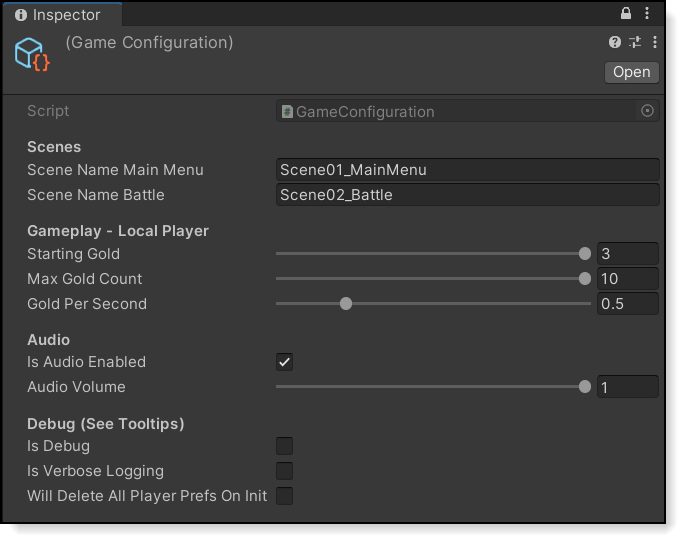 Inspector
(Game Configuration)
Open
Script GameConfiguration
Scenes
Scene Name Main Menu Scene01_MainMenu
Scene Name Battle Scene02_Battle
Gameplay - Local Player
Starting Gold 3
Max Gold Count 10
Gold Per Second 0.5
Audio
Is Audio Enabled
Audio Volume 1
Debug (See Tooltips)
Is Debug
Is Verbose Logging
Will Delete All Player Prefs On Init